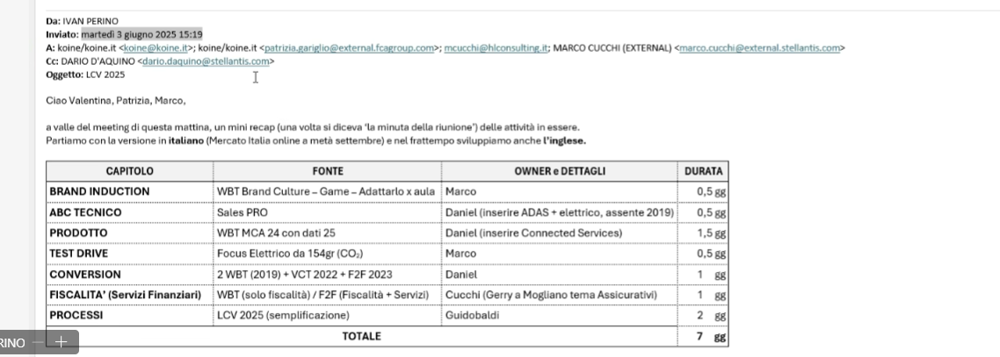 Da: IVAN PERINO
Inviato: martedì 3 giugno 2025 15:19
A: koine/koine.it <koine@koine.it>; koine/koine.it <patrizia.gariglio@external.fcagroup.com>; mcucchi@hlconsulting.it; MARCO CUCCHI (EXTERNAL) <marco.cucchi@external.stellantis.com>
Cc: DARIO D'AQUINO <dario.daquino@stellantis.com>
Oggetto: LCV 2025
Ciao Valentina, Patrizia, Marco,
a valle del meeting di questa mattina, un mini recap (una volta si diceva 'la minuta della riunione') delle attività in essere.
Partiamo con la versione in italiano (Mercato Italia online a metà settembre) e nel frattempo sviluppiamo anche l'inglese.
CAPITOLO FONTE OWNER e DETTAGLI DURATA
BRAND INDUCTION WBT Brand Culture – Game – Adattarlo x aula Marco 0,5 gg
ABC TECNICO Sales PRO Daniel (inserire ADAS + elettrico, assente 2019) 0,5 gg
PRODOTTO WBT MCA 24 con dati 25 Daniel (inserire Connected Services) 1,5 gg
TEST DRIVE Focus Elettrico da 154gr (CO₂) Marco 0,5 gg
CONVERSION 2 WBT (2019) + VCT 2022 + F2F 2023 Daniel 1 gg
FISCALITA' (Servizi Finanziari) WBT (solo fiscalità) / F2F (Fiscalità + Servizi) Cucchi (Gerry a Mogliano tema Assicurativi) 1 gg
PROCESSI LCV 2025 (semplificazione) Guidobaldi 2 gg
TOTALE 7 gg
RINO